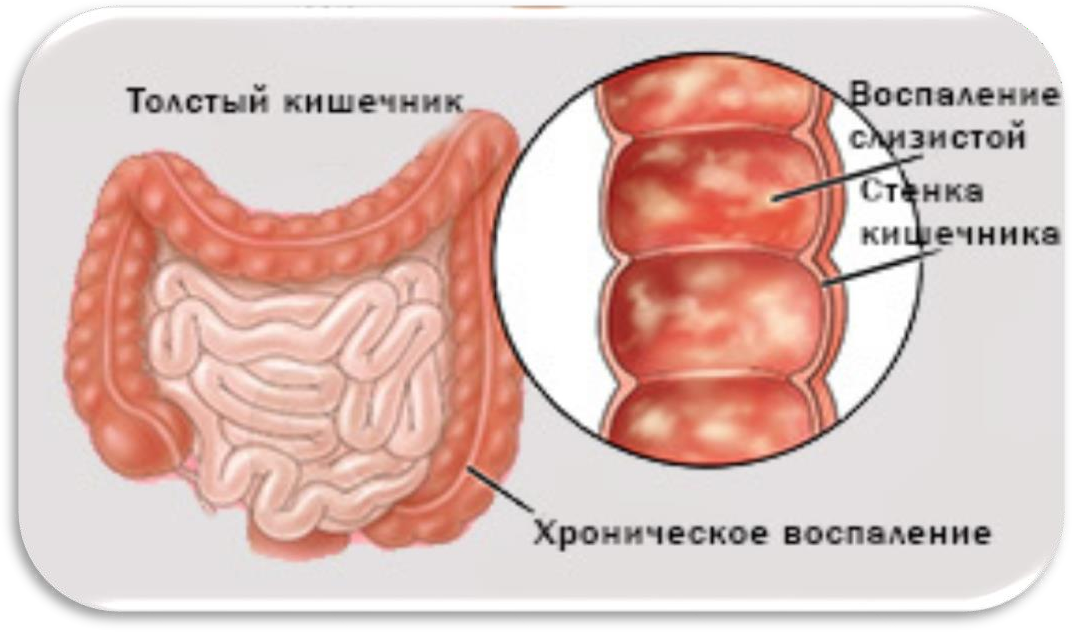 Толстый кишечник
Воспаление
слизистой
Стенка
кишечника
Хроническое воспаление